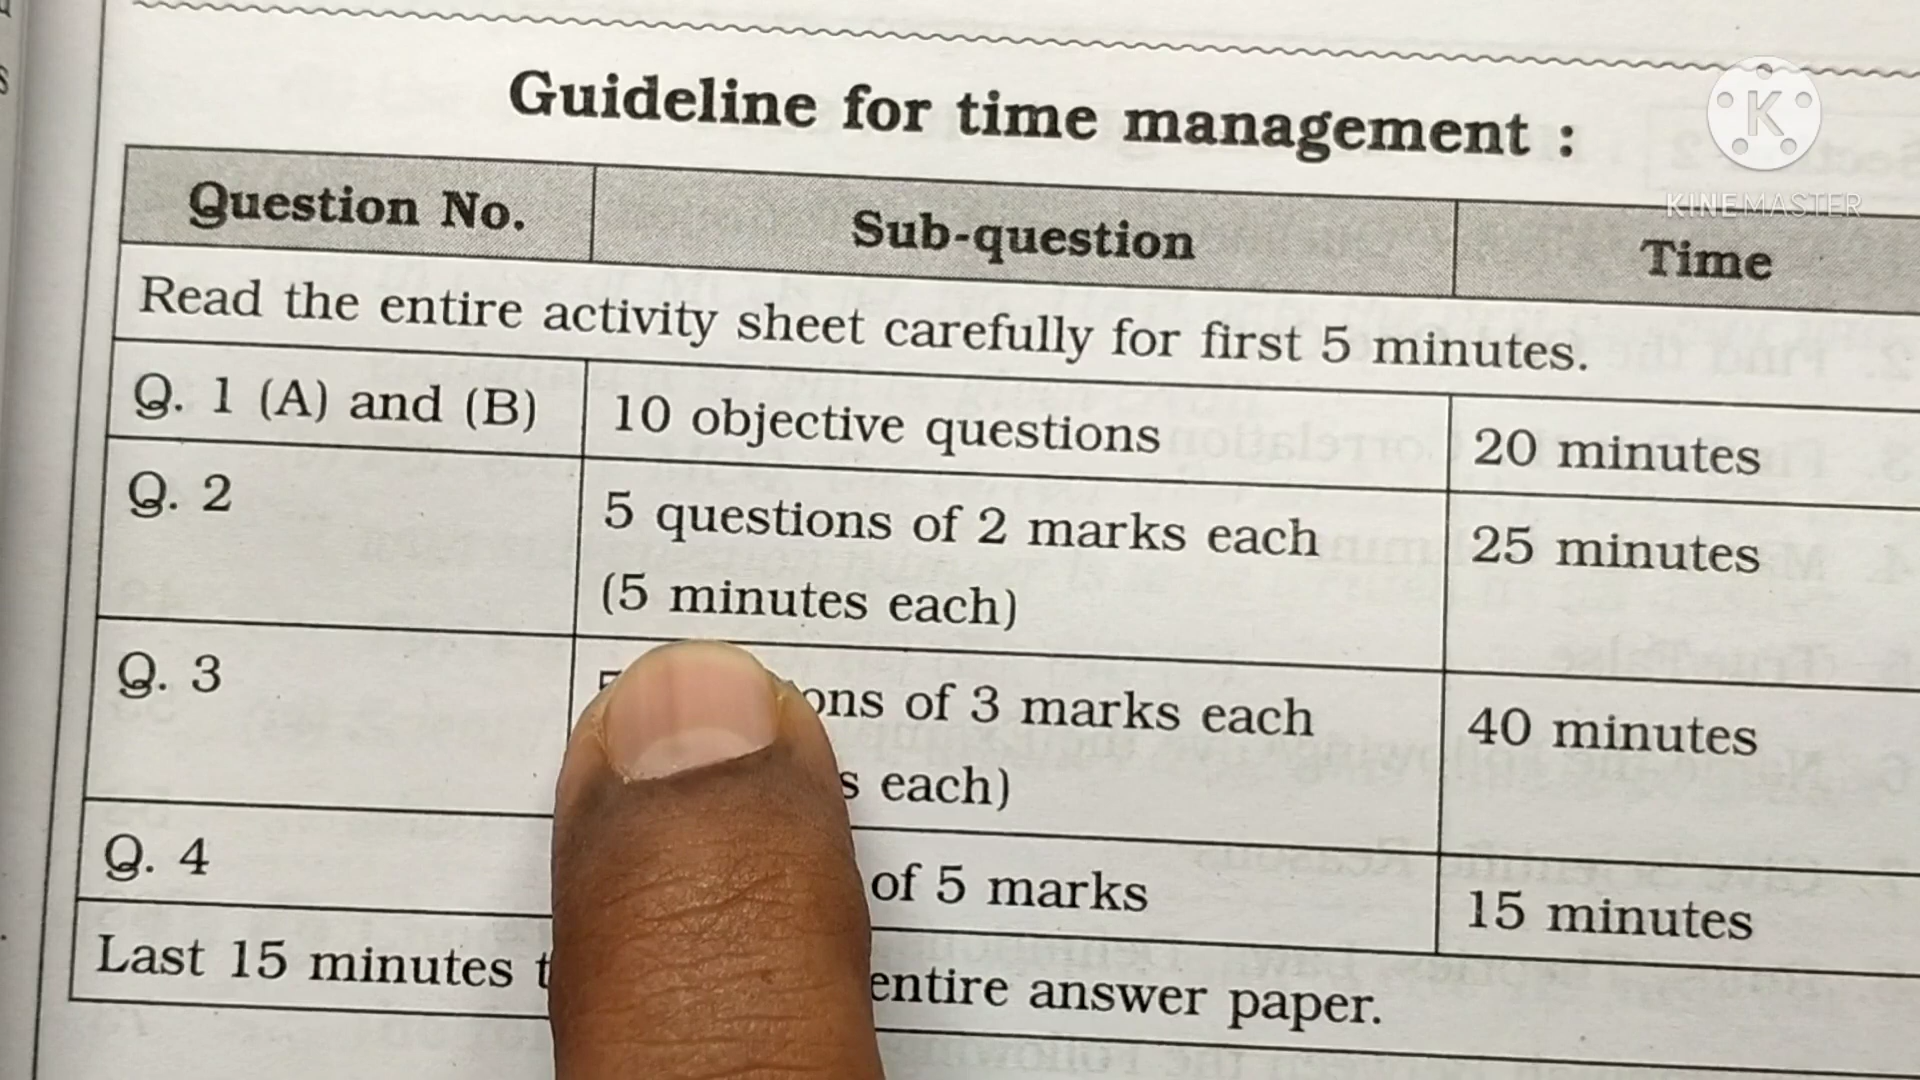 Guideline for time management :
K
KINEMASTER
Question No. Sub-question Time
Read the entire activity sheet carefully for first 5 minutes.
Q. 1 (A) and (B) 10 objective questions 20 minutes
Q. 2 5 questions of 2 marks each 25 minutes
(5 minutes each)
Q. 3 of 3 marks each 40 minutes
each)
Q. 4 of 5 marks 15 minutes
Last 15 minutes entire answer paper.